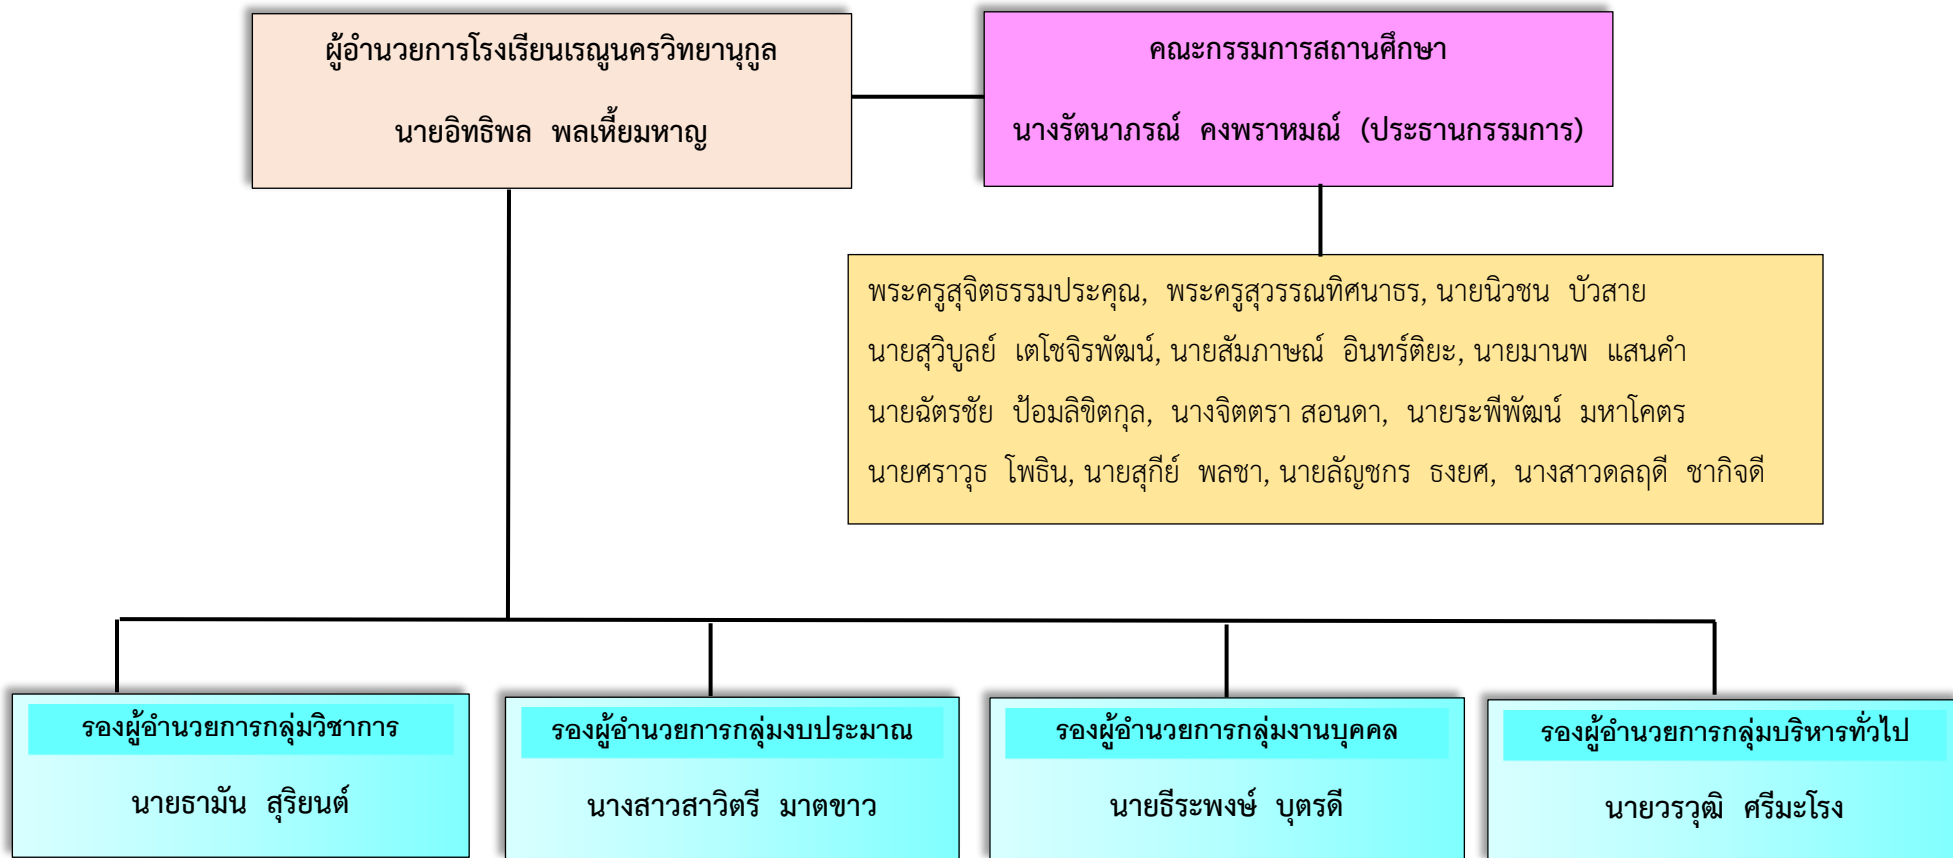 ผู้อำนวยการโรงเรียนเรณูนครวิทยานุกูล
นายอิทธิพล พลเหี้ยมหาญ
คณะกรรมการสถานศึกษา
นางรัตนาภรณ์ คงพราหมณ์ (ประธานกรรมการ)
พระครูสุจิตธรรมประคุณ, พระครูสุวรรณทิศนาธร, นายนิวชน บัวสาย
นายสุวิบูลย์ เตโชจิรพัฒน์, นายสัมภาษณ์ อินทร์ติยะ, นายมานพ แสนคำ
นายฉัตรชัย ป้อมลิขิตกุล, นางจิตตรา สอนดา, นายระพีพัฒน์ มหาโคตร
นายศราวุธ โพธิน, นายสุกีย์ พลชา, นายลัญชกร ธงยศ, นางสาวดลฤดี ชากิจดี
รองผู้อำนวยการกลุ่มวิชาการ
นายธามัน สุริยนต์
รองผู้อำนวยการกลุ่มงบประมาณ
นางสาวสาวิตรี มาตขาว
รองผู้อำนวยการกลุ่มงานบุคคล
นายธีระพงษ์ บุตรดี
รองผู้อำนวยการกลุ่มบริหารทั่วไป
นายวรวุฒิ ศรีมะโรง